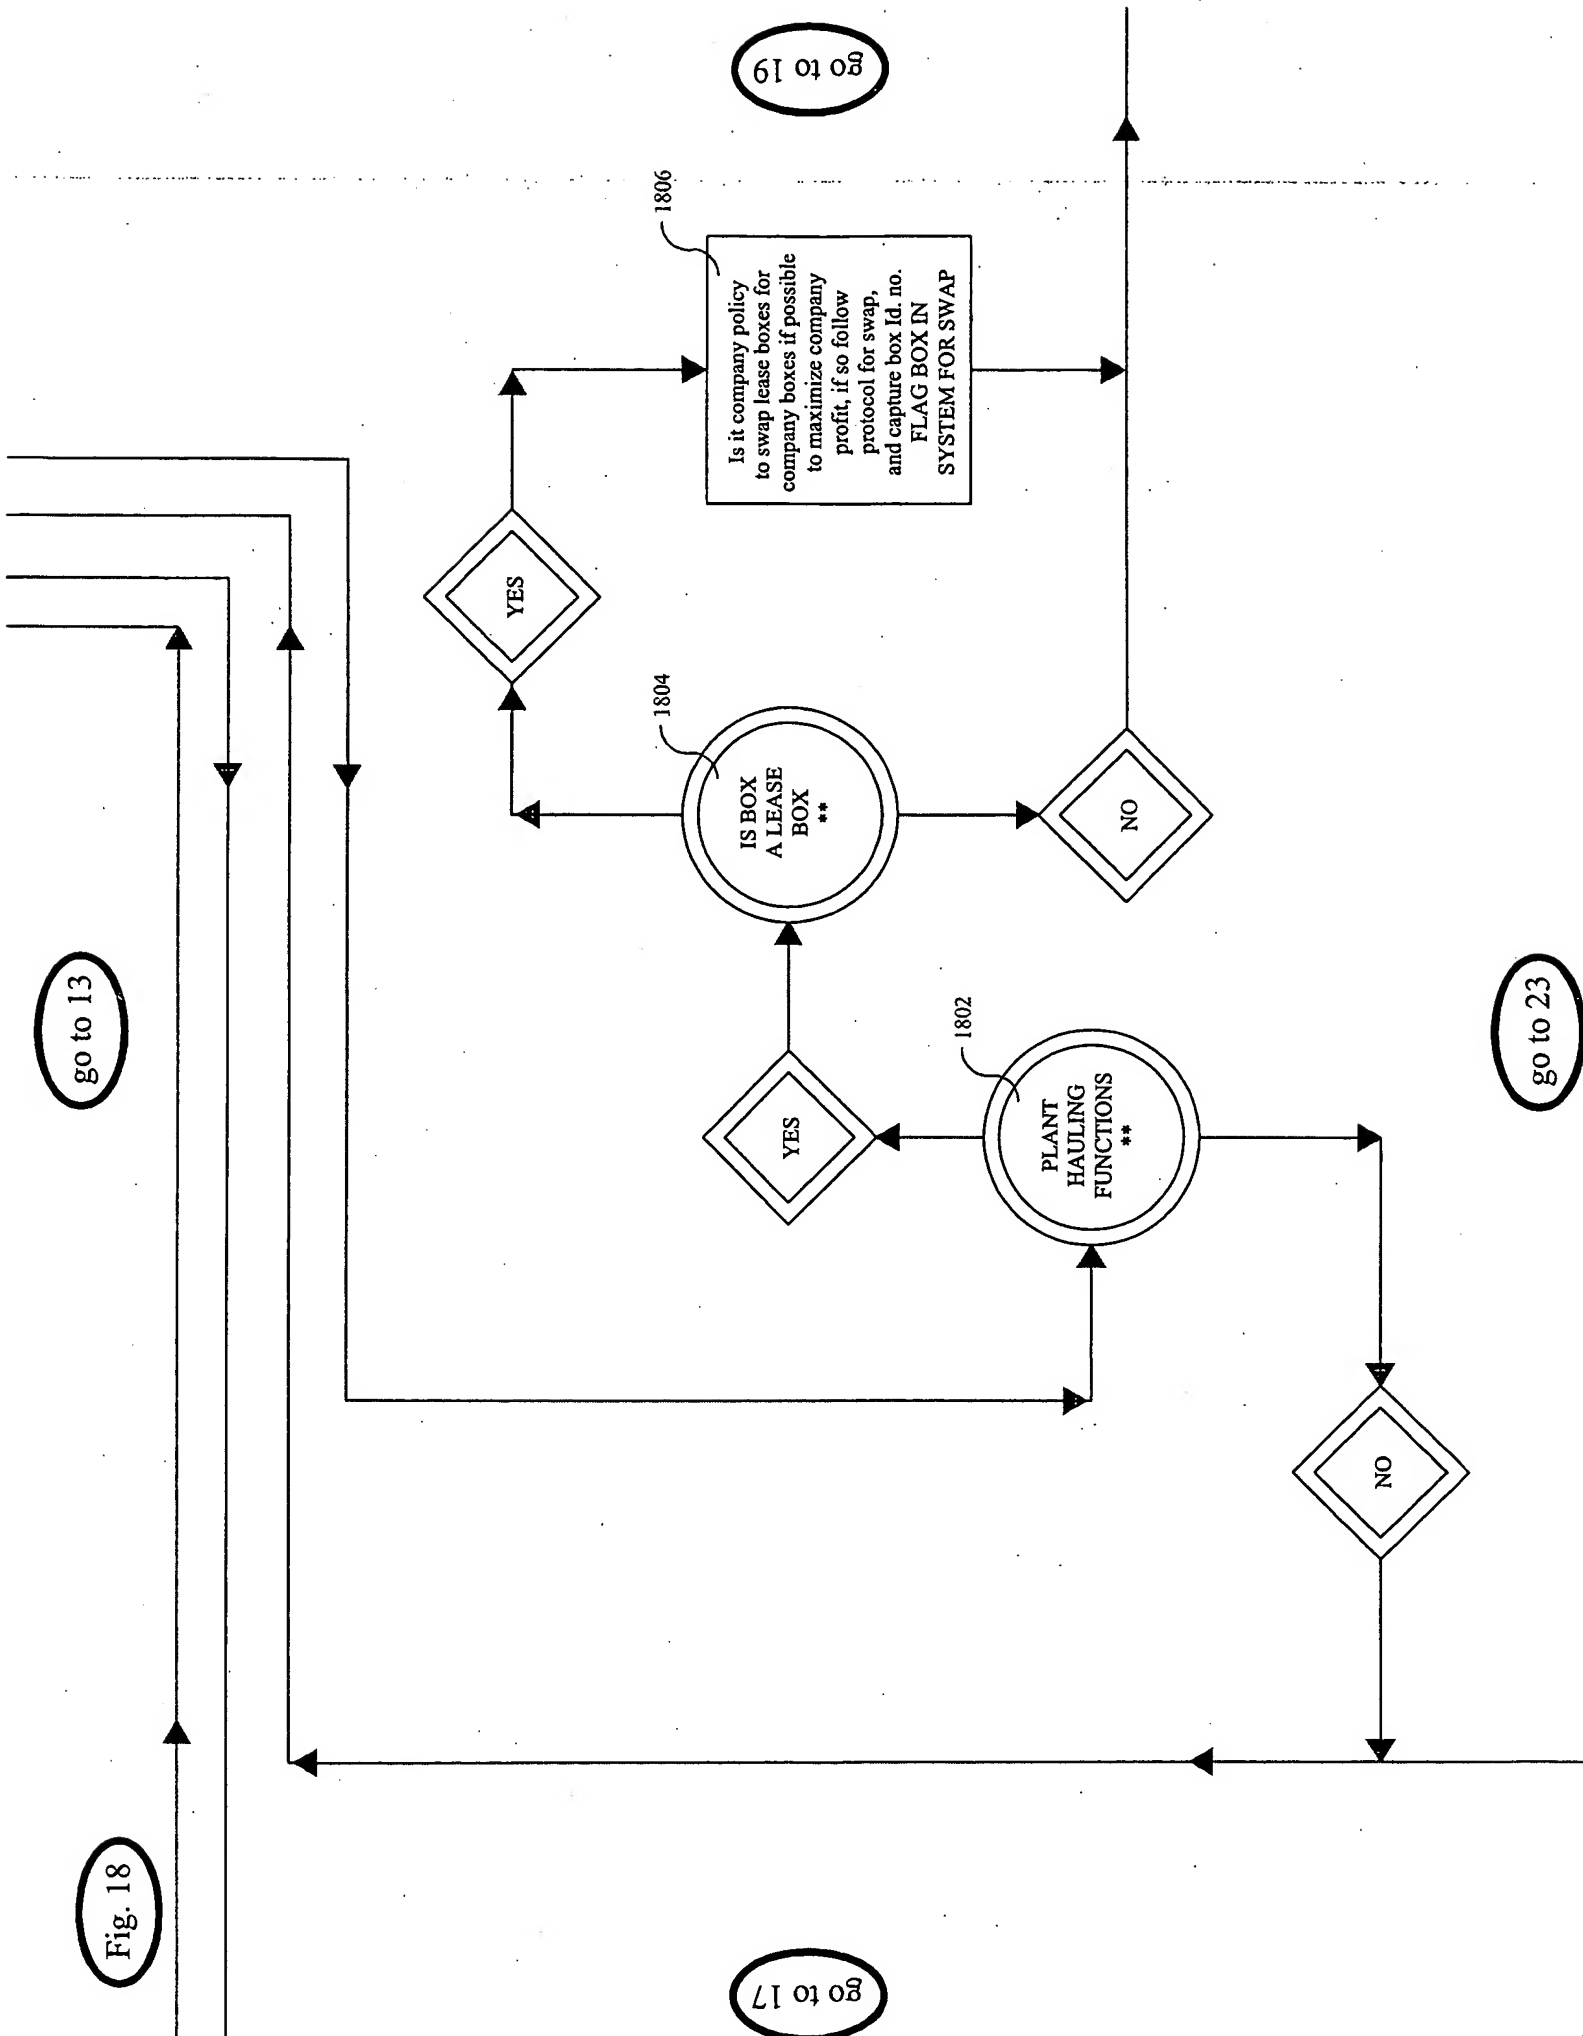 Fig. 18
go to 13
go to 17
go to 19
go to 23
1802
PLANT
HAULING
FUNCTIONS
**
YES
NO
1804
IS BOX
A LEASE
BOX
**
YES
NO
1806
Is it company policy
to swap lease boxes for
company boxes if possible
to maximize company
profit, if so follow
protocol for swap,
and capture box Id. no.
FLAG BOX IN
SYSTEM FOR SWAP